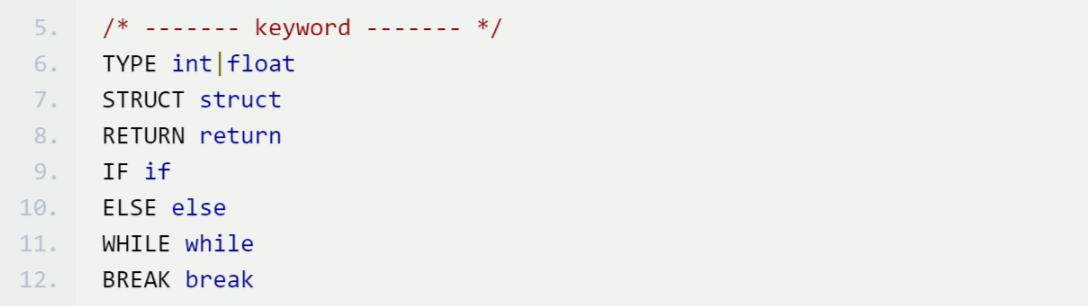 5. /* ------- keyword ------- */
6. TYPE int|float
7. STRUCT struct
8. RETURN return
9. IF if
10. ELSE else
11. WHILE while
12. BREAK break